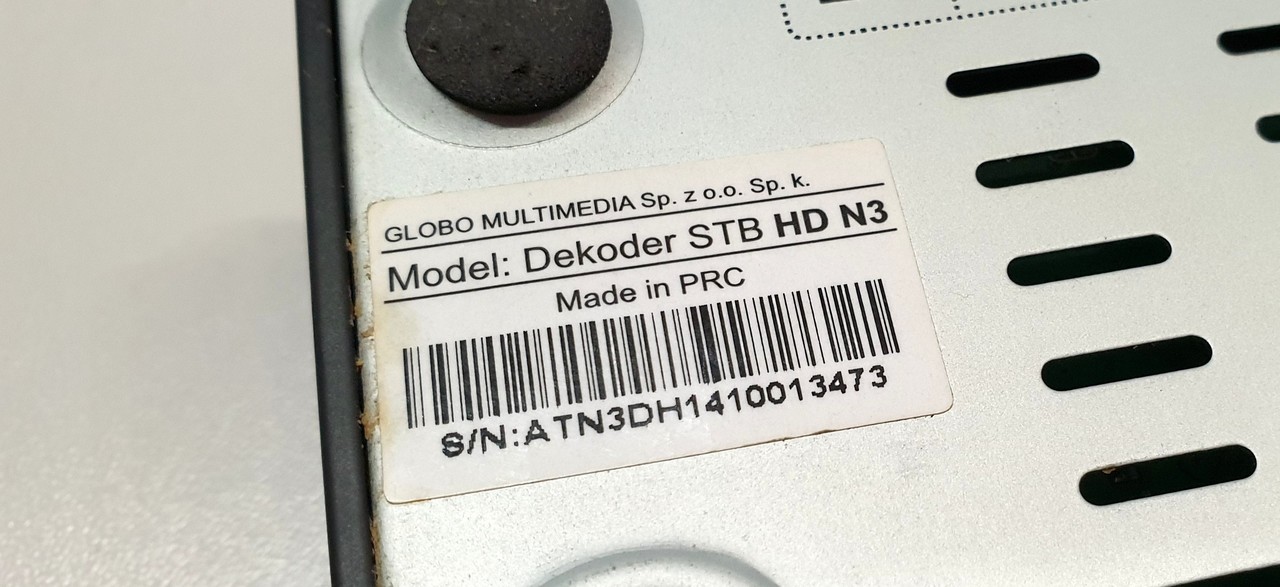 GLOBO MULTIMEDIA Sp. z o.o. Sp. k.
Model: Dekoder STB HD N3
Made in PRC
S/N:ATN3DH1410013473